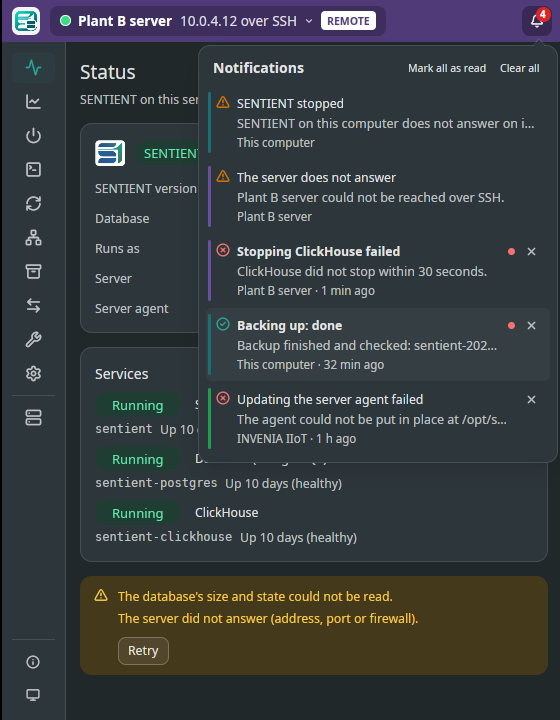 Plant B server 10.0.4.12 over SSH REMOTE
4
Status
SENTIENT on this ser
SENTIENT
SENTIENT version
Database
Runs as
Server
Server agent
Notifications
Mark all as read Clear all
SENTIENT stopped
SENTIENT on this computer does not answer on i…
This computer
The server does not answer
Plant B server could not be reached over SSH.
Plant B server
Stopping ClickHouse failed
ClickHouse did not stop within 30 seconds.
Plant B server · 1 min ago
Backing up: done
Backup finished and checked: sentient-202…
This computer · 32 min ago
Updating the server agent failed
The agent could not be put in place at /opt/s…
INVENIA IIoT · 1 h ago
Services
Running
sentient Up 10
Running
sentient-postgres Up 10 days (healthy)
Running ClickHouse
sentient-clickhouse Up 10 days (healthy)
The database's size and state could not be read.
The server did not answer (address, port or firewall).
Retry